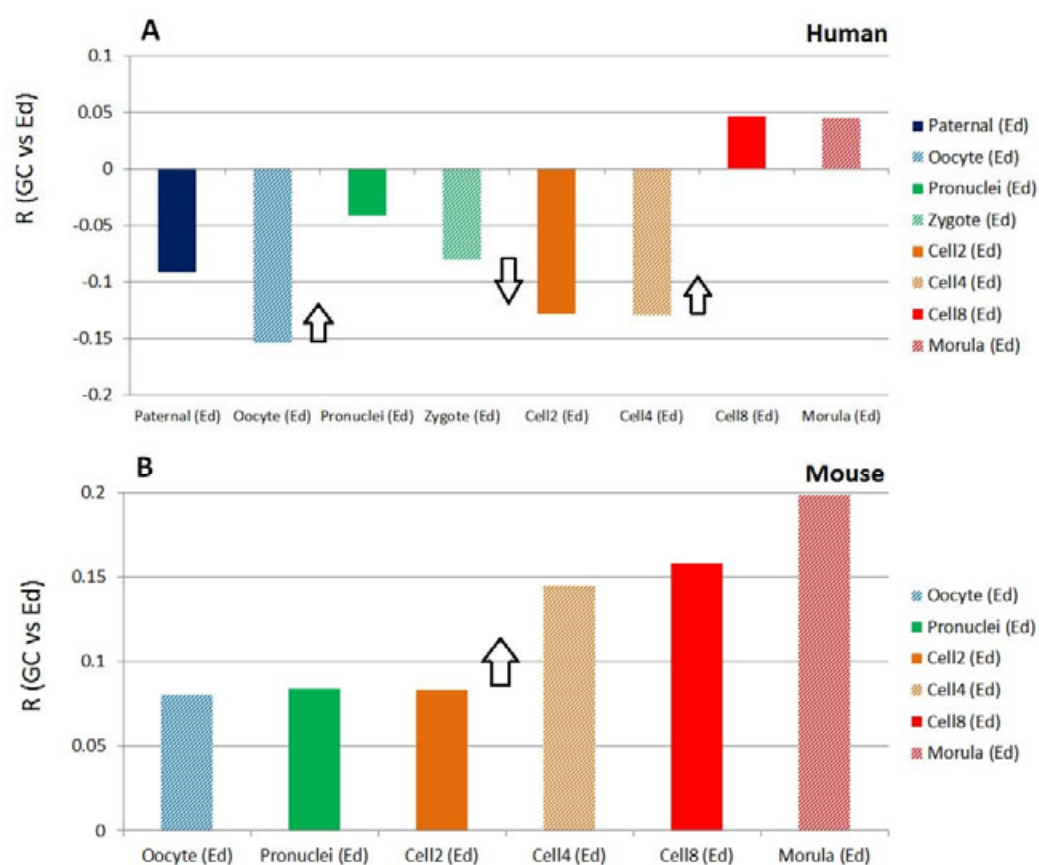 A
Human
R (GC vs Ed)
0.1
0.05
0
-0.05
-0.1
-0.15
-0.2
Paternal (Ed) Oocyte (Ed) Pronuclei (Ed) Zygote (Ed) Cell2 (Ed) Cell4 (Ed) Cell8 (Ed) Morula (Ed)
Paternal (Ed)
Oocyte (Ed)
Pronuclei (Ed)
Zygote (Ed)
Cell2 (Ed)
Cell4 (Ed)
Cell8 (Ed)
Morula (Ed)
B
Mouse
R (GC vs Ed)
0.2
0.15
0.1
0.05
0
Oocyte (Ed) Pronuclei (Ed) Cell2 (Ed) Cell4 (Ed) Cell8 (Ed) Morula (Ed)
Oocyte (Ed)
Pronuclei (Ed)
Cell2 (Ed)
Cell4 (Ed)
Cell8 (Ed)
Morula (Ed)